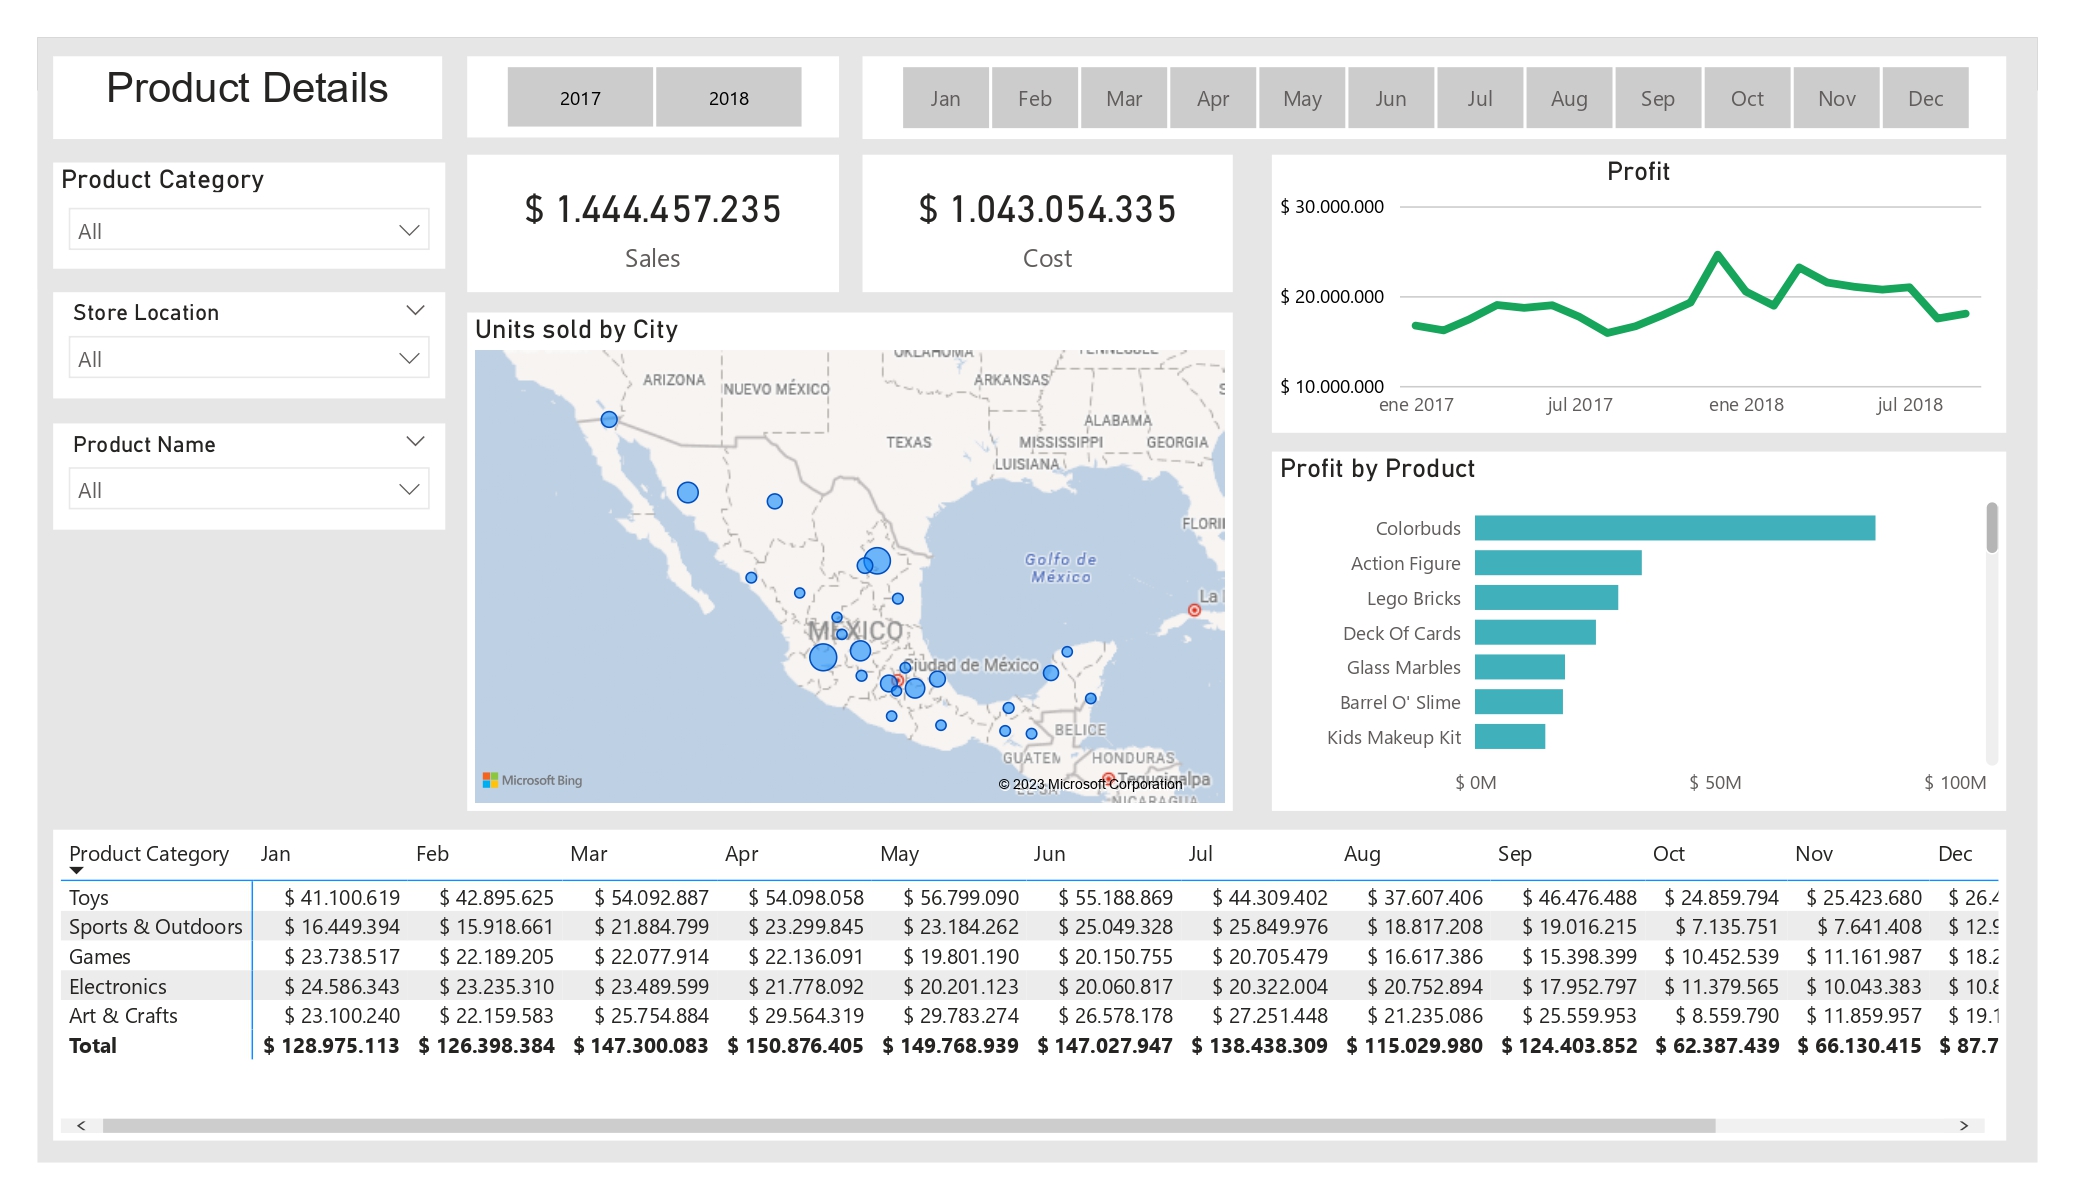 Product Details
2017 2018
Jan Feb Mar Apr May Jun Jul Aug Sep Oct Nov Dec
Product Category
All
Store Location
All
Product Name
All
$ 1.444.457.235
Sales
$ 1.043.054.335
Cost
Profit
$ 30.000.000
$ 20.000.000
$ 10.000.000
ene 2017 jul 2017 ene 2018 jul 2018
Units sold by City
OKLAHOMA TENNESSEE
ARIZONA NUEVO MÉXICO ARKANSAS
ALABAMA
TEXAS MISSISSIPPI GEORGIA
LUISIANA
FLORI
Golfo de
México
La
MÉXICO
Ciudad de México
BELICE
GUATEM HONDURAS
Tegucigalpa
NICARAGUA
Microsoft Bing
© 2023 Microsoft Corporation
Profit by Product
Colorbuds
Action Figure
Lego Bricks
Deck Of Cards
Glass Marbles
Barrel O' Slime
Kids Makeup Kit
$ 0M $ 50M $ 100M
Product Category Jan Feb Mar Apr May Jun Jul Aug Sep Oct Nov Dec
Toys $ 41.100.619 $ 42.895.625 $ 54.092.887 $ 54.098.058 $ 56.799.090 $ 55.188.869 $ 44.309.402 $ 37.607.406 $ 46.476.488 $ 24.859.794 $ 25.423.680 $ 26.4
Sports & Outdoors $ 16.449.394 $ 15.918.661 $ 21.884.799 $ 23.299.845 $ 23.184.262 $ 25.049.328 $ 25.849.976 $ 18.817.208 $ 19.016.215 $ 7.135.751 $ 7.641.408 $ 12.9
Games $ 23.738.517 $ 22.189.205 $ 22.077.914 $ 22.136.091 $ 19.801.190 $ 20.150.755 $ 20.705.479 $ 16.617.386 $ 15.398.399 $ 10.452.539 $ 11.161.987 $ 18.2
Electronics $ 24.586.343 $ 23.235.310 $ 23.489.599 $ 21.778.092 $ 20.201.123 $ 20.060.817 $ 20.322.004 $ 20.752.894 $ 17.952.797 $ 11.379.565 $ 10.043.383 $ 10.8
Art & Crafts $ 23.100.240 $ 22.159.583 $ 25.754.884 $ 29.564.319 $ 29.783.274 $ 26.578.178 $ 27.251.448 $ 21.235.086 $ 25.559.953 $ 8.559.790 $ 11.859.957 $ 19.1
Total $ 128.975.113 $ 126.398.384 $ 147.300.083 $ 150.876.405 $ 149.768.939 $ 147.027.947 $ 138.438.309 $ 115.029.980 $ 124.403.852 $ 62.387.439 $ 66.130.415 $ 87.7